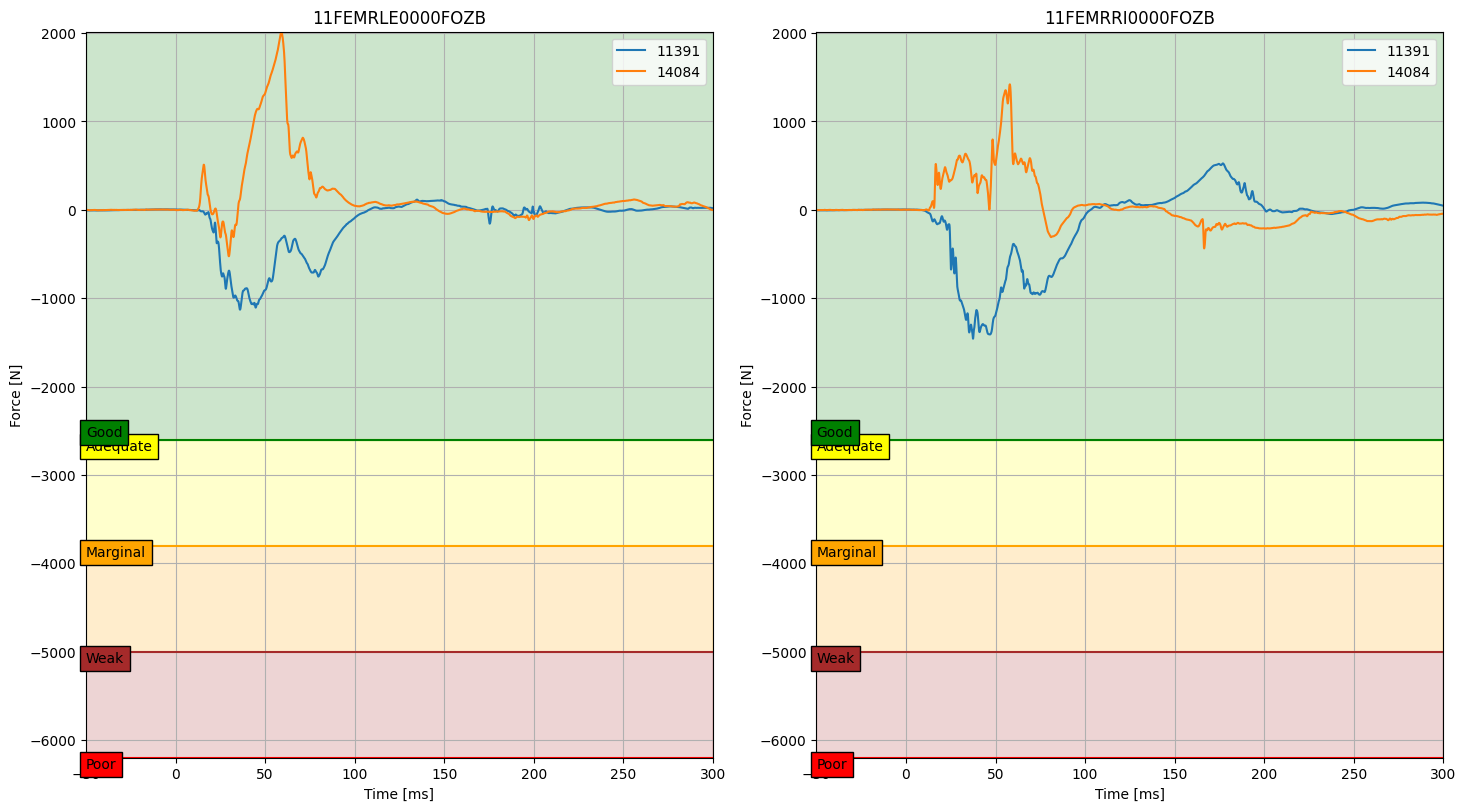 11FEMRLE0000FOZB
11391
14084
2000
1000
0
−1000
−2000
−3000
−4000
−5000
−6000
Force [N]
Good
Adequate
Marginal
Weak
Poor
0
50
100
150
200
250
300
Time [ms]
11FEMRRI0000FOZB
11391
14084
2000
1000
0
−1000
−2000
−3000
−4000
−5000
−6000
Force [N]
Good
Adequate
Marginal
Weak
Poor
0
50
100
150
200
250
300
Time [ms]